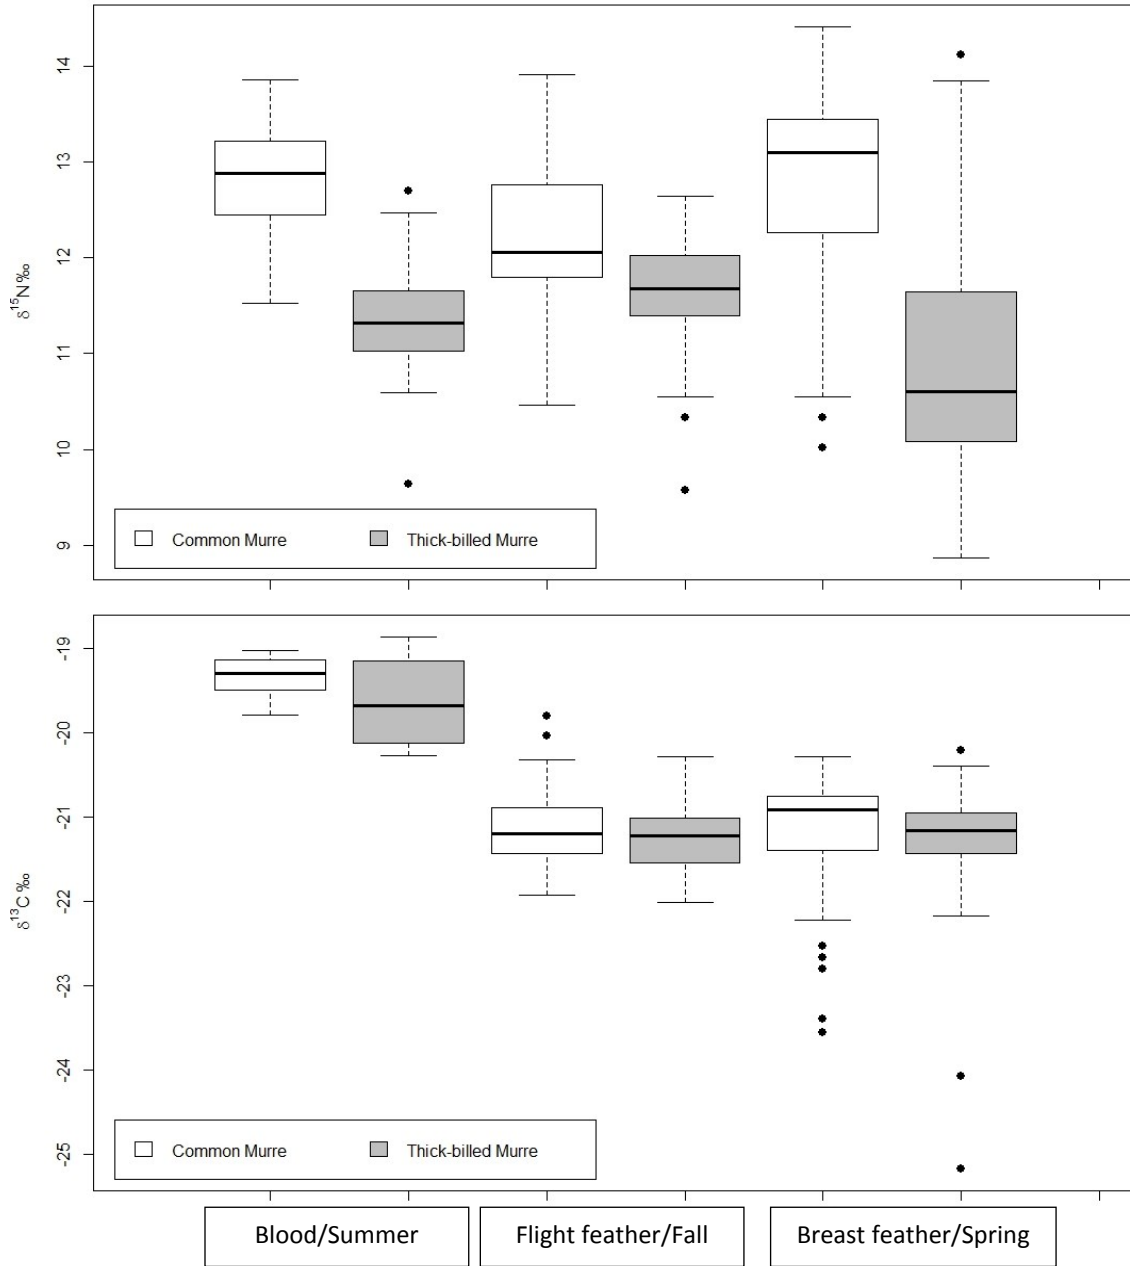 14
13
12
11
10
9
δ15N‰
Common Murre
Thick-billed Murre
-19
-20
-21
-22
-23
-24
-25
δ13C‰
Common Murre
Thick-billed Murre
Blood/Summer
Flight feather/Fall
Breast feather/Spring